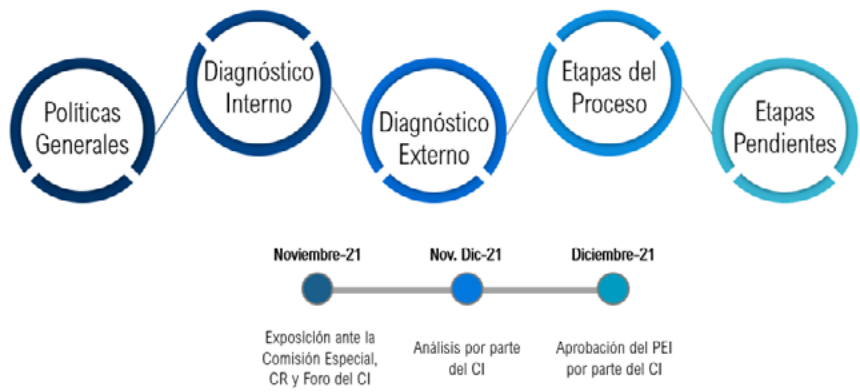 Políticas
Generales
Diagnóstico
Interno
Diagnóstico
Externo
Etapas del
Proceso
Etapas
Pendientes
Noviembre-21
Nov. Dic-21
Diciembre-21
Exposición ante la
Comisión Especial,
CR y Foro del CI
Análisis por parte
del CI
Aprobación del PEI
por parte del CI